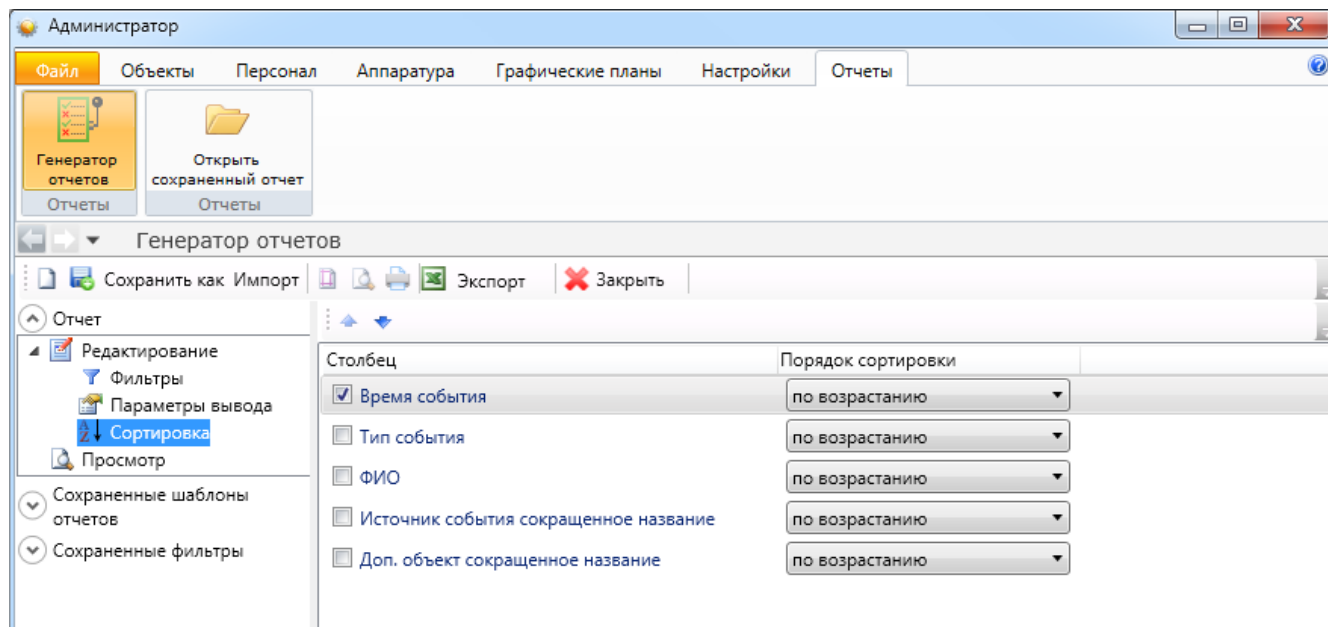 Администратор
Файл Объекты Персонал Аппаратура Графические планы Настройки Отчеты
Генератор отчетов
Открыть сохраненный отчет
Отчеты Отчеты
Генератор отчетов
Сохранить как Импорт Экспорт Закрыть
Отчет
Редактирование
Фильтры
Параметры вывода
Сортировка
Просмотр
Сохраненные шаблоны
отчетов
Сохраненные фильтры
Столбец Порядок сортировки
Время события по возрастанию
Тип события по возрастанию
ФИО по возрастанию
Источник события сокращенное название по возрастанию
Доп. объект сокращенное название по возрастанию